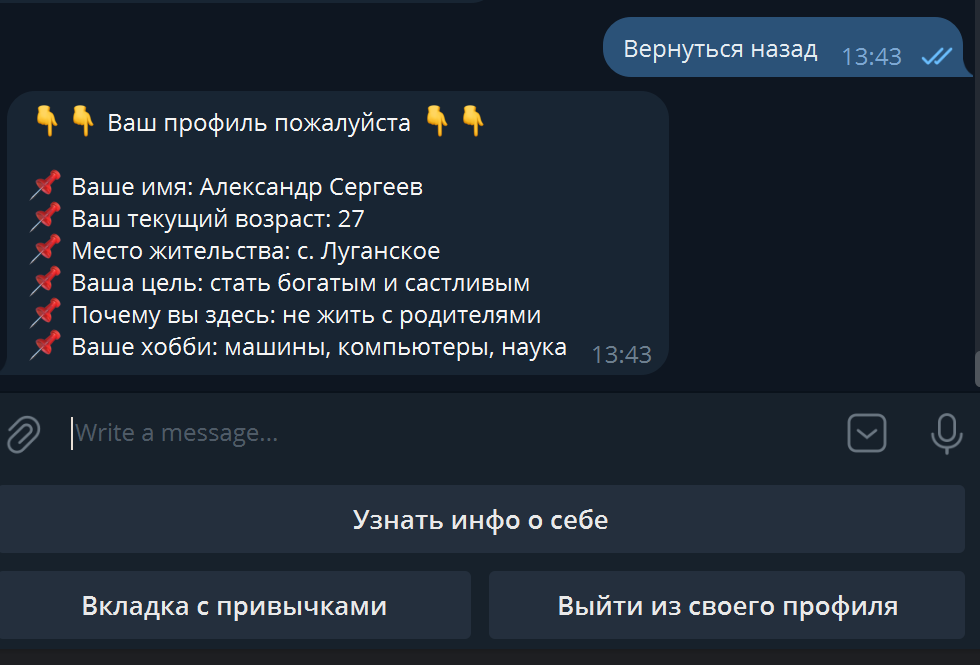 Вернуться назад 13:43
👇 👇 Ваш профиль пожалуйста 👇 👇
📌 Ваше имя: Александр Сергеев
📌 Ваш текущий возраст: 27
📌 Место жительства: с. Луганское
📌 Ваша цель: стать богатым и састливым
📌 Почему вы здесь: не жить с родителями
📌 Ваше хобби: машины, компьютеры, наука 13:43
Write a message...
Узнать инфо о себе
Вкладка с привычками
Выйти из своего профиля